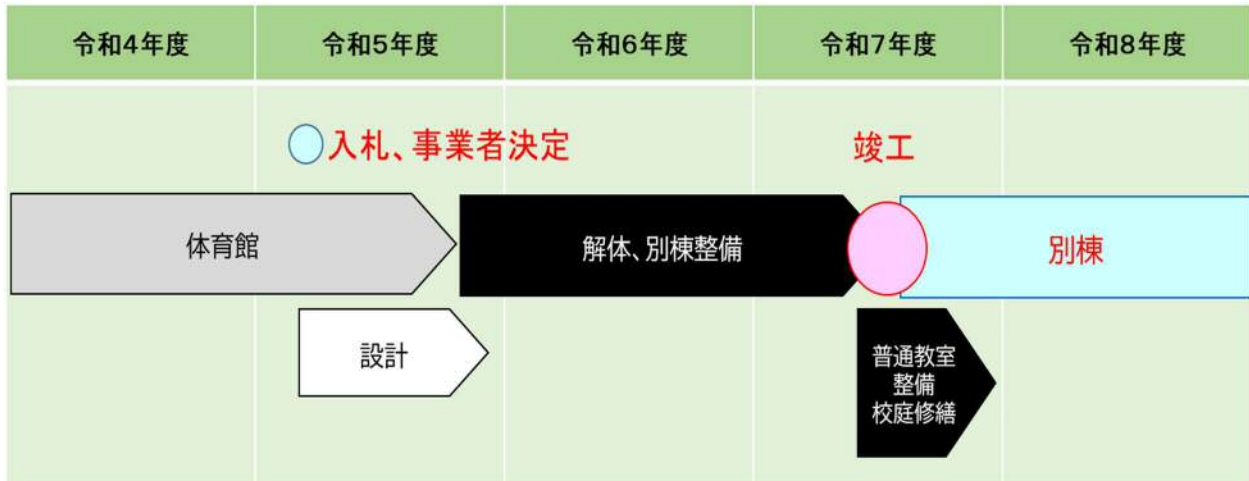 令和4年度
令和5年度
令和6年度
令和7年度
令和8年度
入札、事業者決定
竣工
体育館
解体、別棟整備
別棟
設計
普通教室
整備
校庭修繕